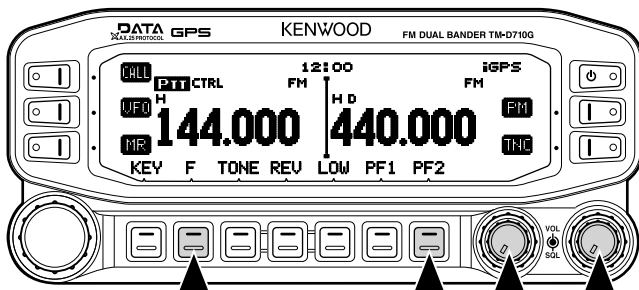 DATA GPS KENWOOD FM DUAL BANDER TM-D710G
AX.25 PROTOCOL
CALL 12:00 iGPS
PTT CTRL FM FM
VFO H H D PM
144.000 440.000
MR TNC
KEY F TONE REV LOW PF1 PF2
VOL
SQL